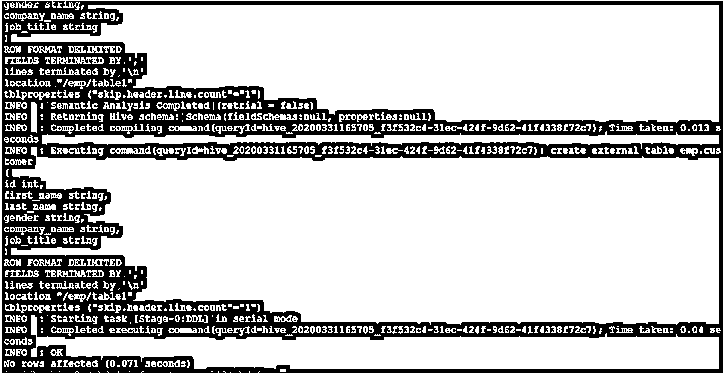 gender string,
company_name string,
job_title string
)
ROW FORMAT DELIMITED
FIELDS TERMINATED BY ','
lines terminated by '\n'
location "/emp/table1"
tblproperties ("skip.header.line.count"="1")
INFO : Semantic Analysis Completed (retrial = false)
INFO : Returning Hive schema: Schema(fieldSchemas:null, properties:null)
INFO : Completed compiling command(queryId=hive_20200331165705_f3f532c4-31ec-424f-9d62-41f4338f72c7); Time taken: 0.013 s
econds
INFO : Executing command(queryId=hive_20200331165705_f3f532c4-31ec-424f-9d62-41f4338f72c7): create external table emp.cus
tomer
(
id int,
first_name string,
last_name string,
gender string,
company_name string,
job_title string
)
ROW FORMAT DELIMITED
FIELDS TERMINATED BY ','
lines terminated by '\n'
location "/emp/table1"
tblproperties ("skip.header.line.count"="1")
INFO : Starting task [Stage-0:DDL] in serial mode
INFO : Completed executing command(queryId=hive_20200331165705_f3f532c4-31ec-424f-9d62-41f4338f72c7); Time taken: 0.04 se
conds
INFO : OK
No rows affected (0.071 seconds)